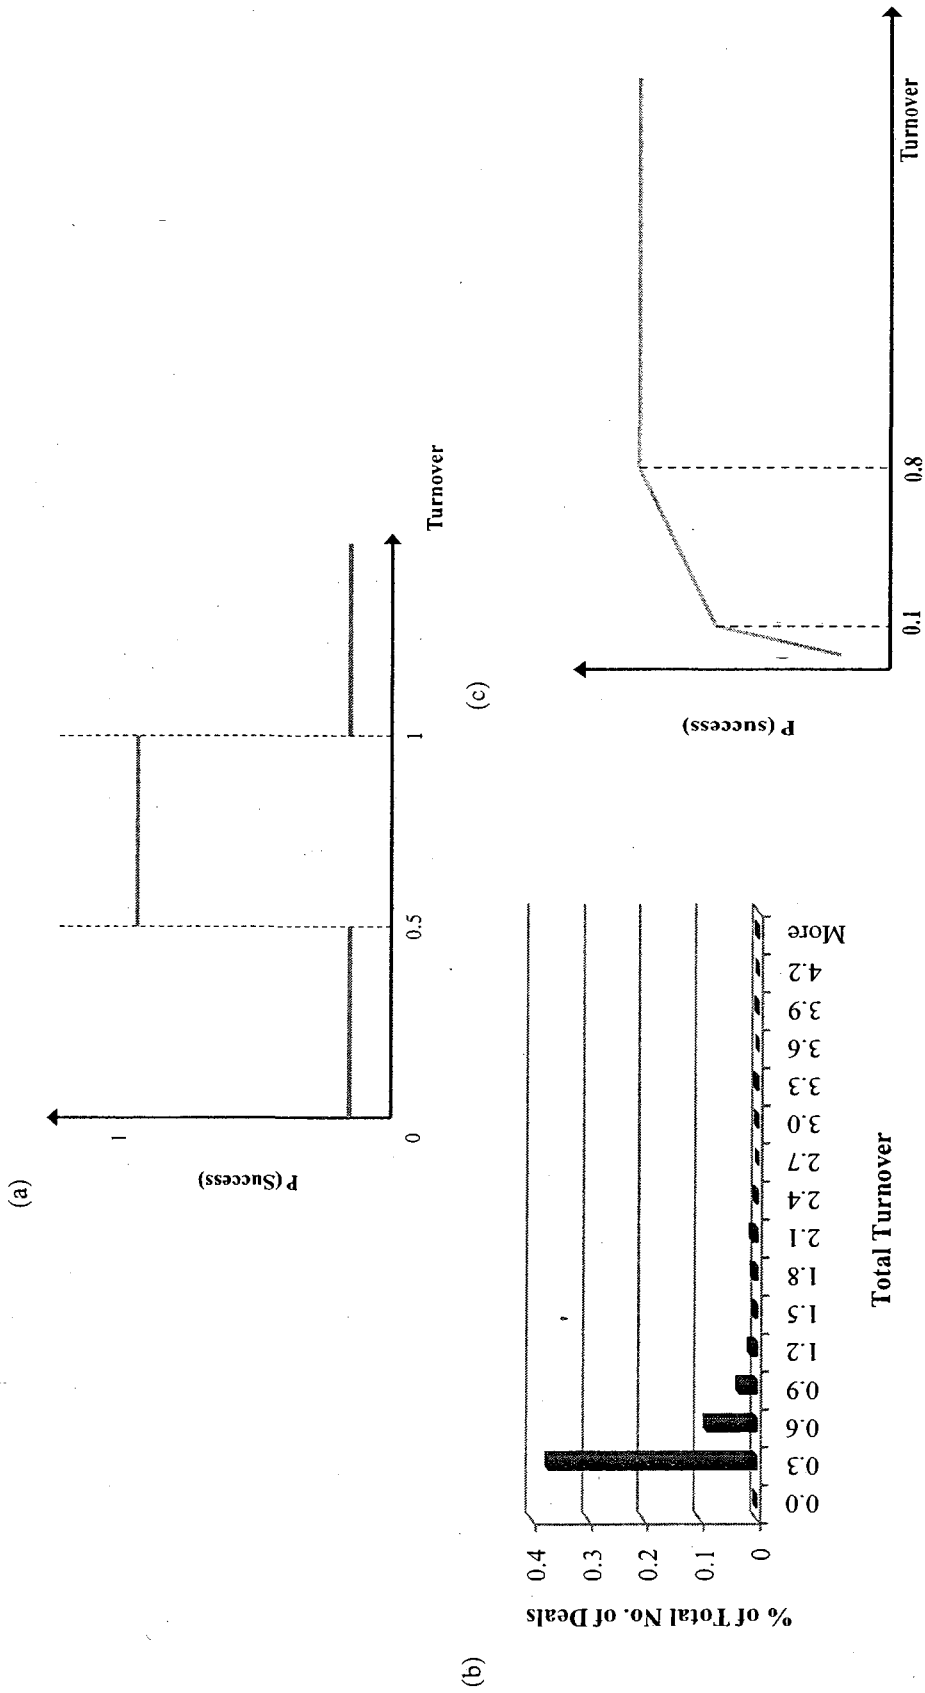 (a)
P (Success)
1
0
0.5
1
Turnover
(b)
% of Total No. of Deals
0.4
0.3
0.2
0.1
0
0.0
0.3
0.6
0.9
1.2
1.5
1.8
2.1
2.4
2.7
3.0
3.3
3.6
3.9
4.2
More
Total Turnover
(c)
P (success)
0.1
0.8
Turnover